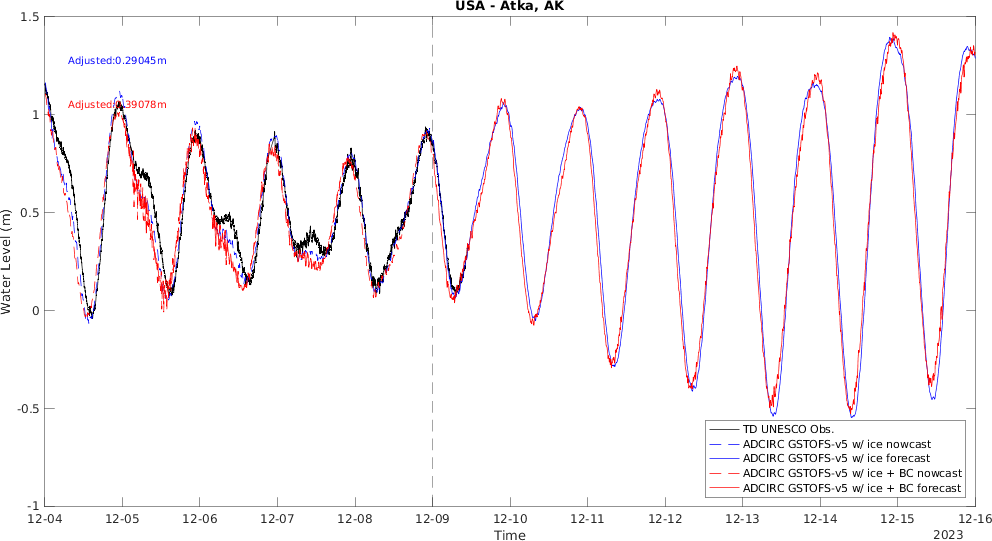 USA - Atka, AK
1.5
Adjusted:0.29045m
Adjusted:0.39078m
1
0.5
0
-0.5
-1
Water Level (m)
TD UNESCO Obs.
ADCIRC GSTOFS-v5 w/ ice nowcast
ADCIRC GSTOFS-v5 w/ ice forecast
ADCIRC GSTOFS-v5 w/ ice + BC nowcast
ADCIRC GSTOFS-v5 w/ ice + BC forecast
12-04 12-05 12-06 12-07 12-08 12-09 12-10 12-11 12-12 12-13 12-14 12-15 12-16
Time
2023